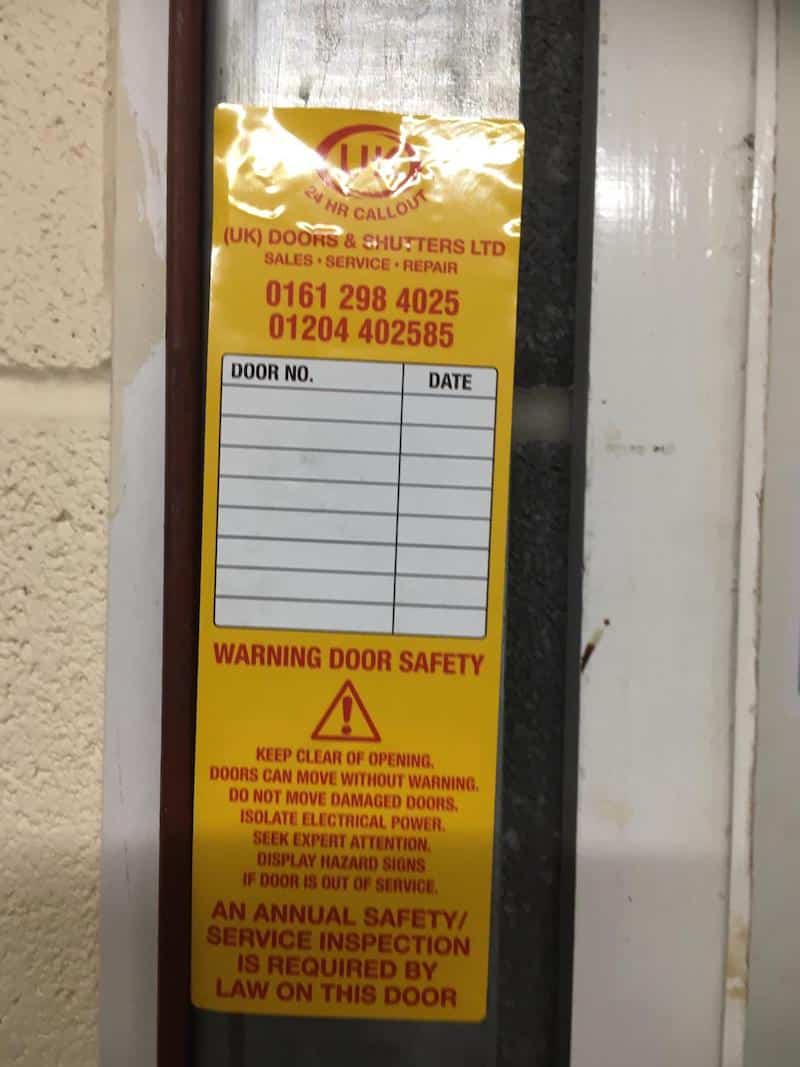 UK
24 HR CALLOUT
(UK) DOORS & SHUTTERS LTD
SALES • SERVICE • REPAIR
0161 298 4025
01204 402585
DOOR NO. DATE
WARNING DOOR SAFETY
KEEP CLEAR OF OPENING.
DOORS CAN MOVE WITHOUT WARNING.
DO NOT MOVE DAMAGED DOORS.
ISOLATE ELECTRICAL POWER.
SEEK EXPERT ATTENTION.
DISPLAY HAZARD SIGNS
IF DOOR IS OUT OF SERVICE.
AN ANNUAL SAFETY/
SERVICE INSPECTION
IS REQUIRED BY
LAW ON THIS DOOR